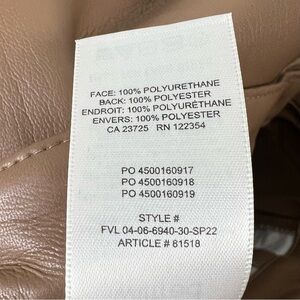 FACE: 100% POLYURETHANE
BACK: 100% POLYESTER
ENDROIT: 100% POLYURÉTHANE
ENVERS: 100% POLYESTER
CA 23725 RN 122354
PO 4500160917
PO 4500160918
PO 4500160919
STYLE #
FVL 04-06-6940-30-SP22
ARTICLE # 81518